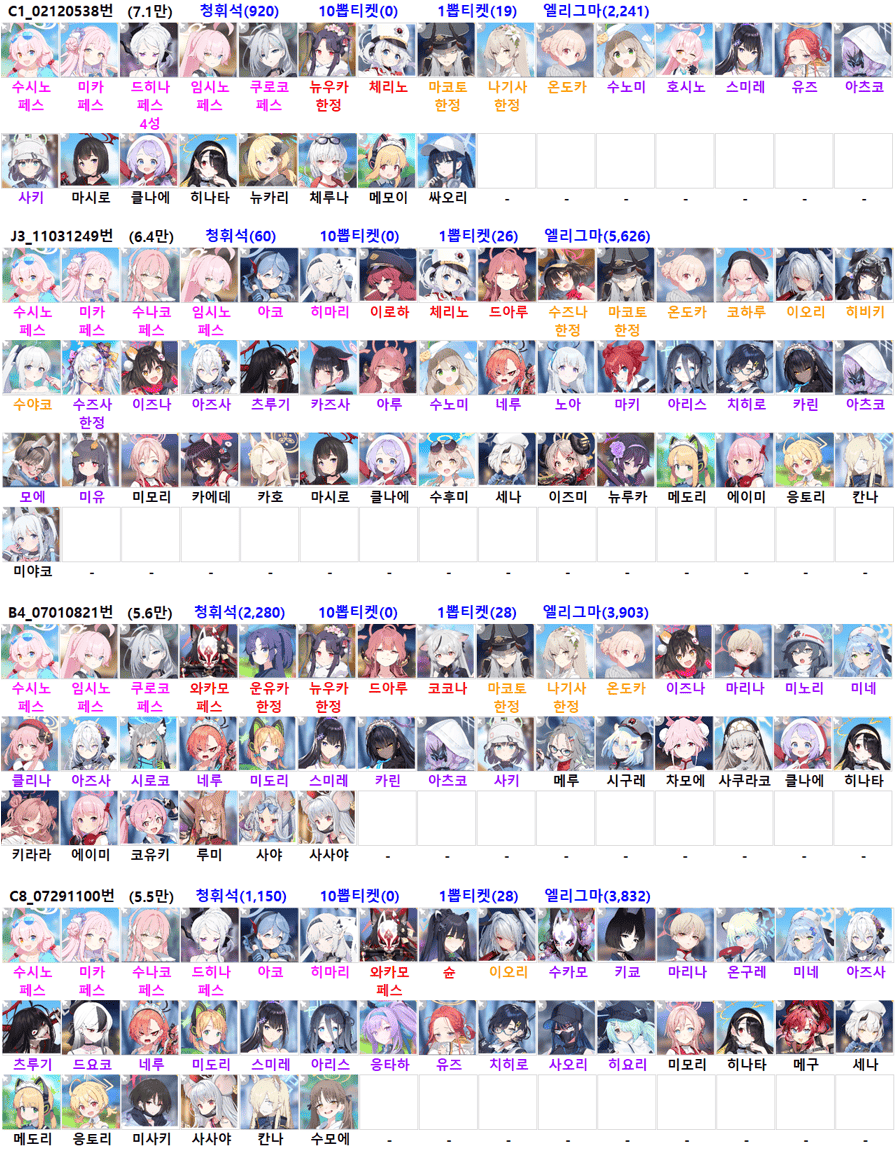 C1_02120538번 (7.1만) 청휘석(920) 10뽑티켓(0) 1뽑티켓(19) 엘리그마(2,241)
수시노 미카 드히나 임시노 쿠로코 뉴우카 체리노 마코토 나기사 온도카 수노미 호시노 스미레 유즈 아츠코
페스 페스 페스 페스 페스 한정 한정 한정
4성
사키 마시로 클나에 히나타 뉴카리 체루나 메모이 싸오리 - - - - - - -
J3_11031249번 (6.4만) 청휘석(60) 10뽑티켓(0) 1뽑티켓(26) 엘리그마(5,626)
수시노 미카 수나코 임시노 아코 히마리 이로하 체리노 드아루 수즈나 마코토 온도카 코하루 이오리 히비키
페스 페스 페스 페스 한정 한정
수야코 수즈사 이즈나 아즈사 츠루기 카즈사 아루 수노미 네루 노아 마키 아리스 치히로 카린 아츠코
한정
모에 미유 미모리 카에데 카호 마시로 클나에 수후미 세나 이즈미 뉴루카 메도리 에이미 응토리 칸나
미야코 - - - - - - - - - - - - - -
B4_07010821번 (5.6만) 청휘석(2,280) 10뽑티켓(0) 1뽑티켓(28) 엘리그마(3,903)
수시노 임시노 쿠로코 와카모 운유카 뉴우카 드아루 코코나 마코토 나기사 온도카 이즈나 마리나 미노리 미네
페스 페스 페스 페스 한정 한정 한정 한정
클리나 아즈사 시로코 네루 미도리 스미레 카린 아츠코 사키 메루 시구레 차모에 사쿠라코 클나에 히나타
키라라 에이미 코유키 루미 사야 사사야 - - - - - - - - -
C8_07291100번 (5.5만) 청휘석(1,150) 10뽑티켓(0) 1뽑티켓(28) 엘리그마(3,832)
수시노 미카 수나코 드히나 아코 히마리 와카모 슌 이오리 수카모 키쿄 마리나 온구레 미네 아즈사
페스 페스 페스 페스 페스
츠루기 드요코 네루 미도리 스미레 아리스 응타하 유즈 치히로 사오리 히요리 미모리 히나타 메구 세나
메도리 응토리 미사키 사사야 칸나 수모에 - - - - - - - - -